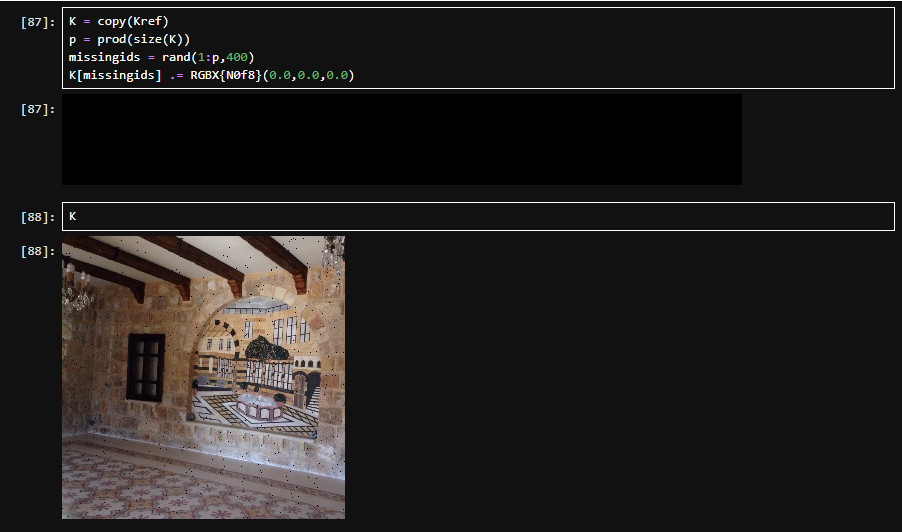 [87]:
K = copy(Kref)
p = prod(size(K))
missingids = rand(1:p,400)
K[missingids] .= RGBX{N0f8}(0.0,0.0,0.0)
[87]:
[88]:
K
[88]: